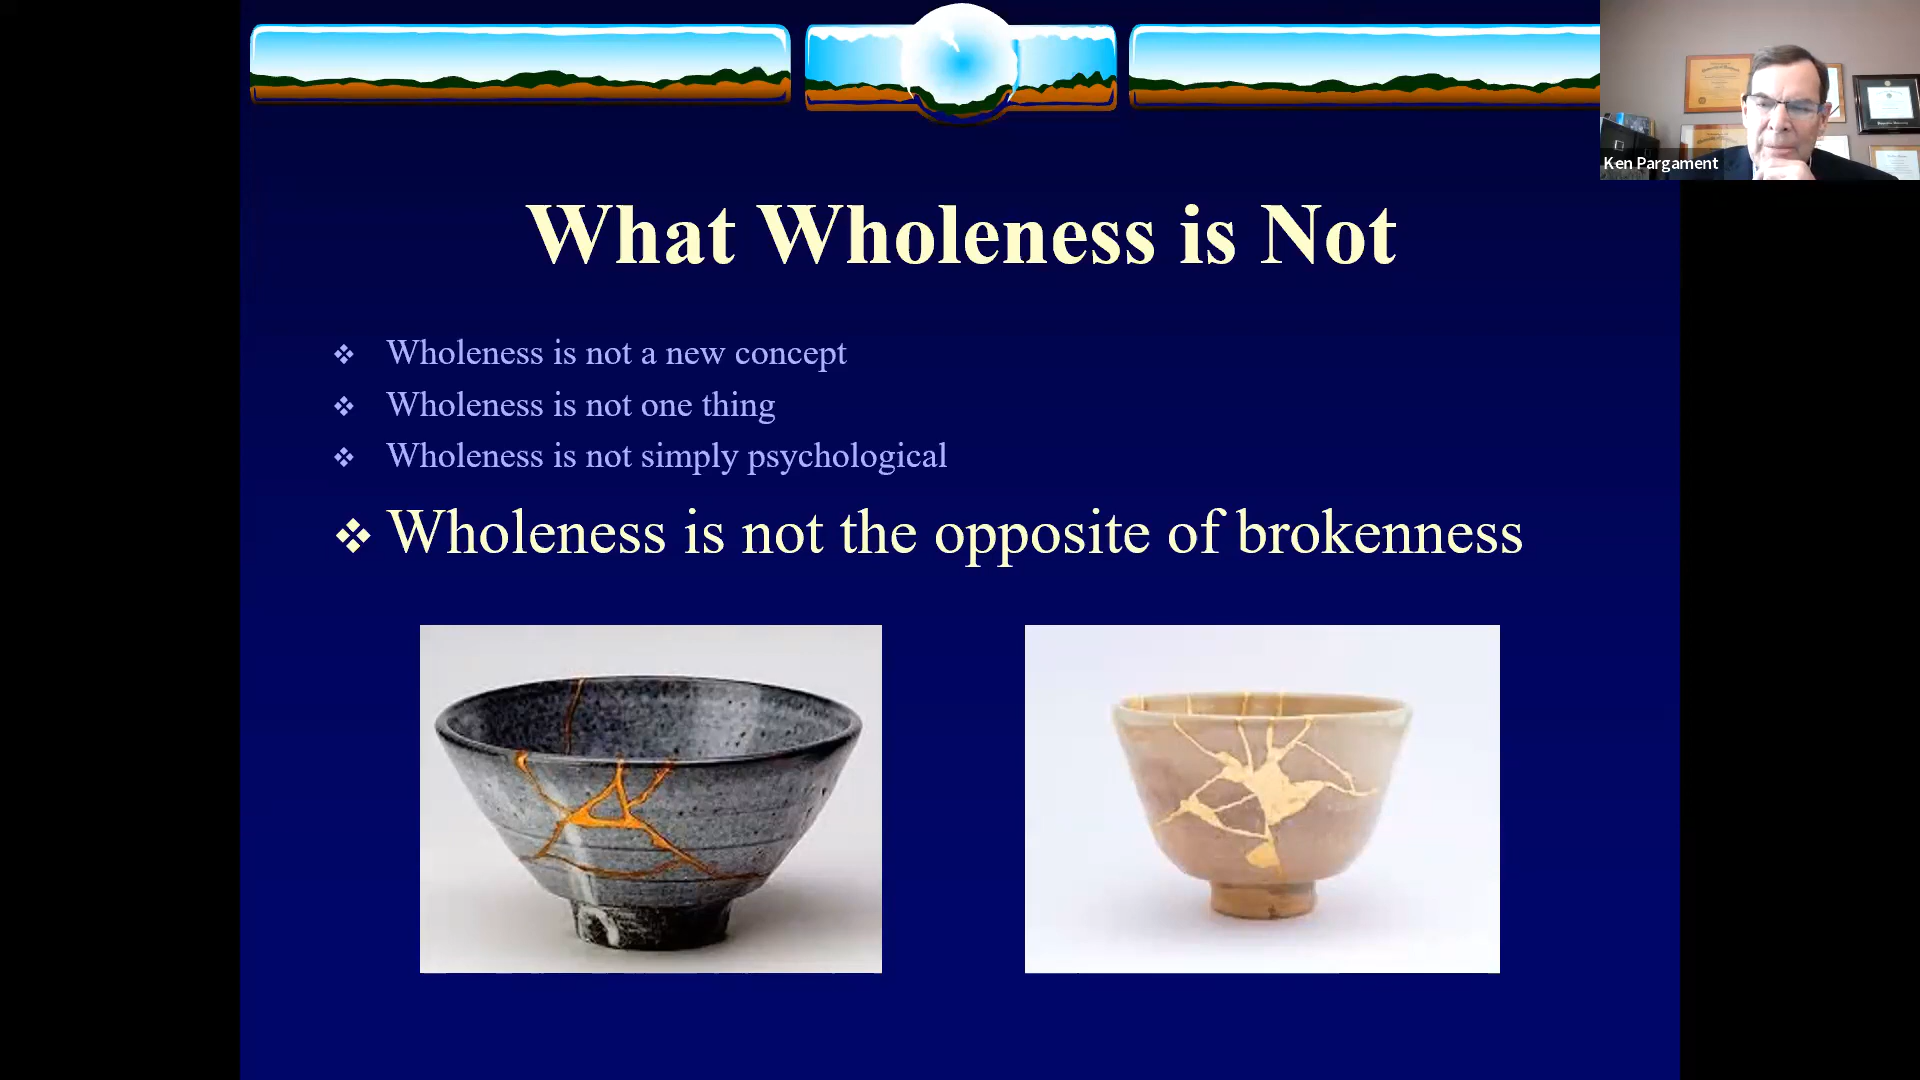 Ken Pargament
What Wholeness is Not
Wholeness is not a new concept
Wholeness is not one thing
Wholeness is not simply psychological
Wholeness is not the opposite of brokenness